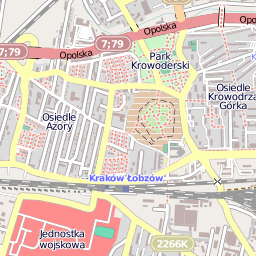 7;79
Opolska
7;79
Opolska
Park
Krowoderski
Osiedle
Krowodrza
Górka
Osiedle
Azory
Kraków Łobzów
Jednostka
wojskowa
2266K